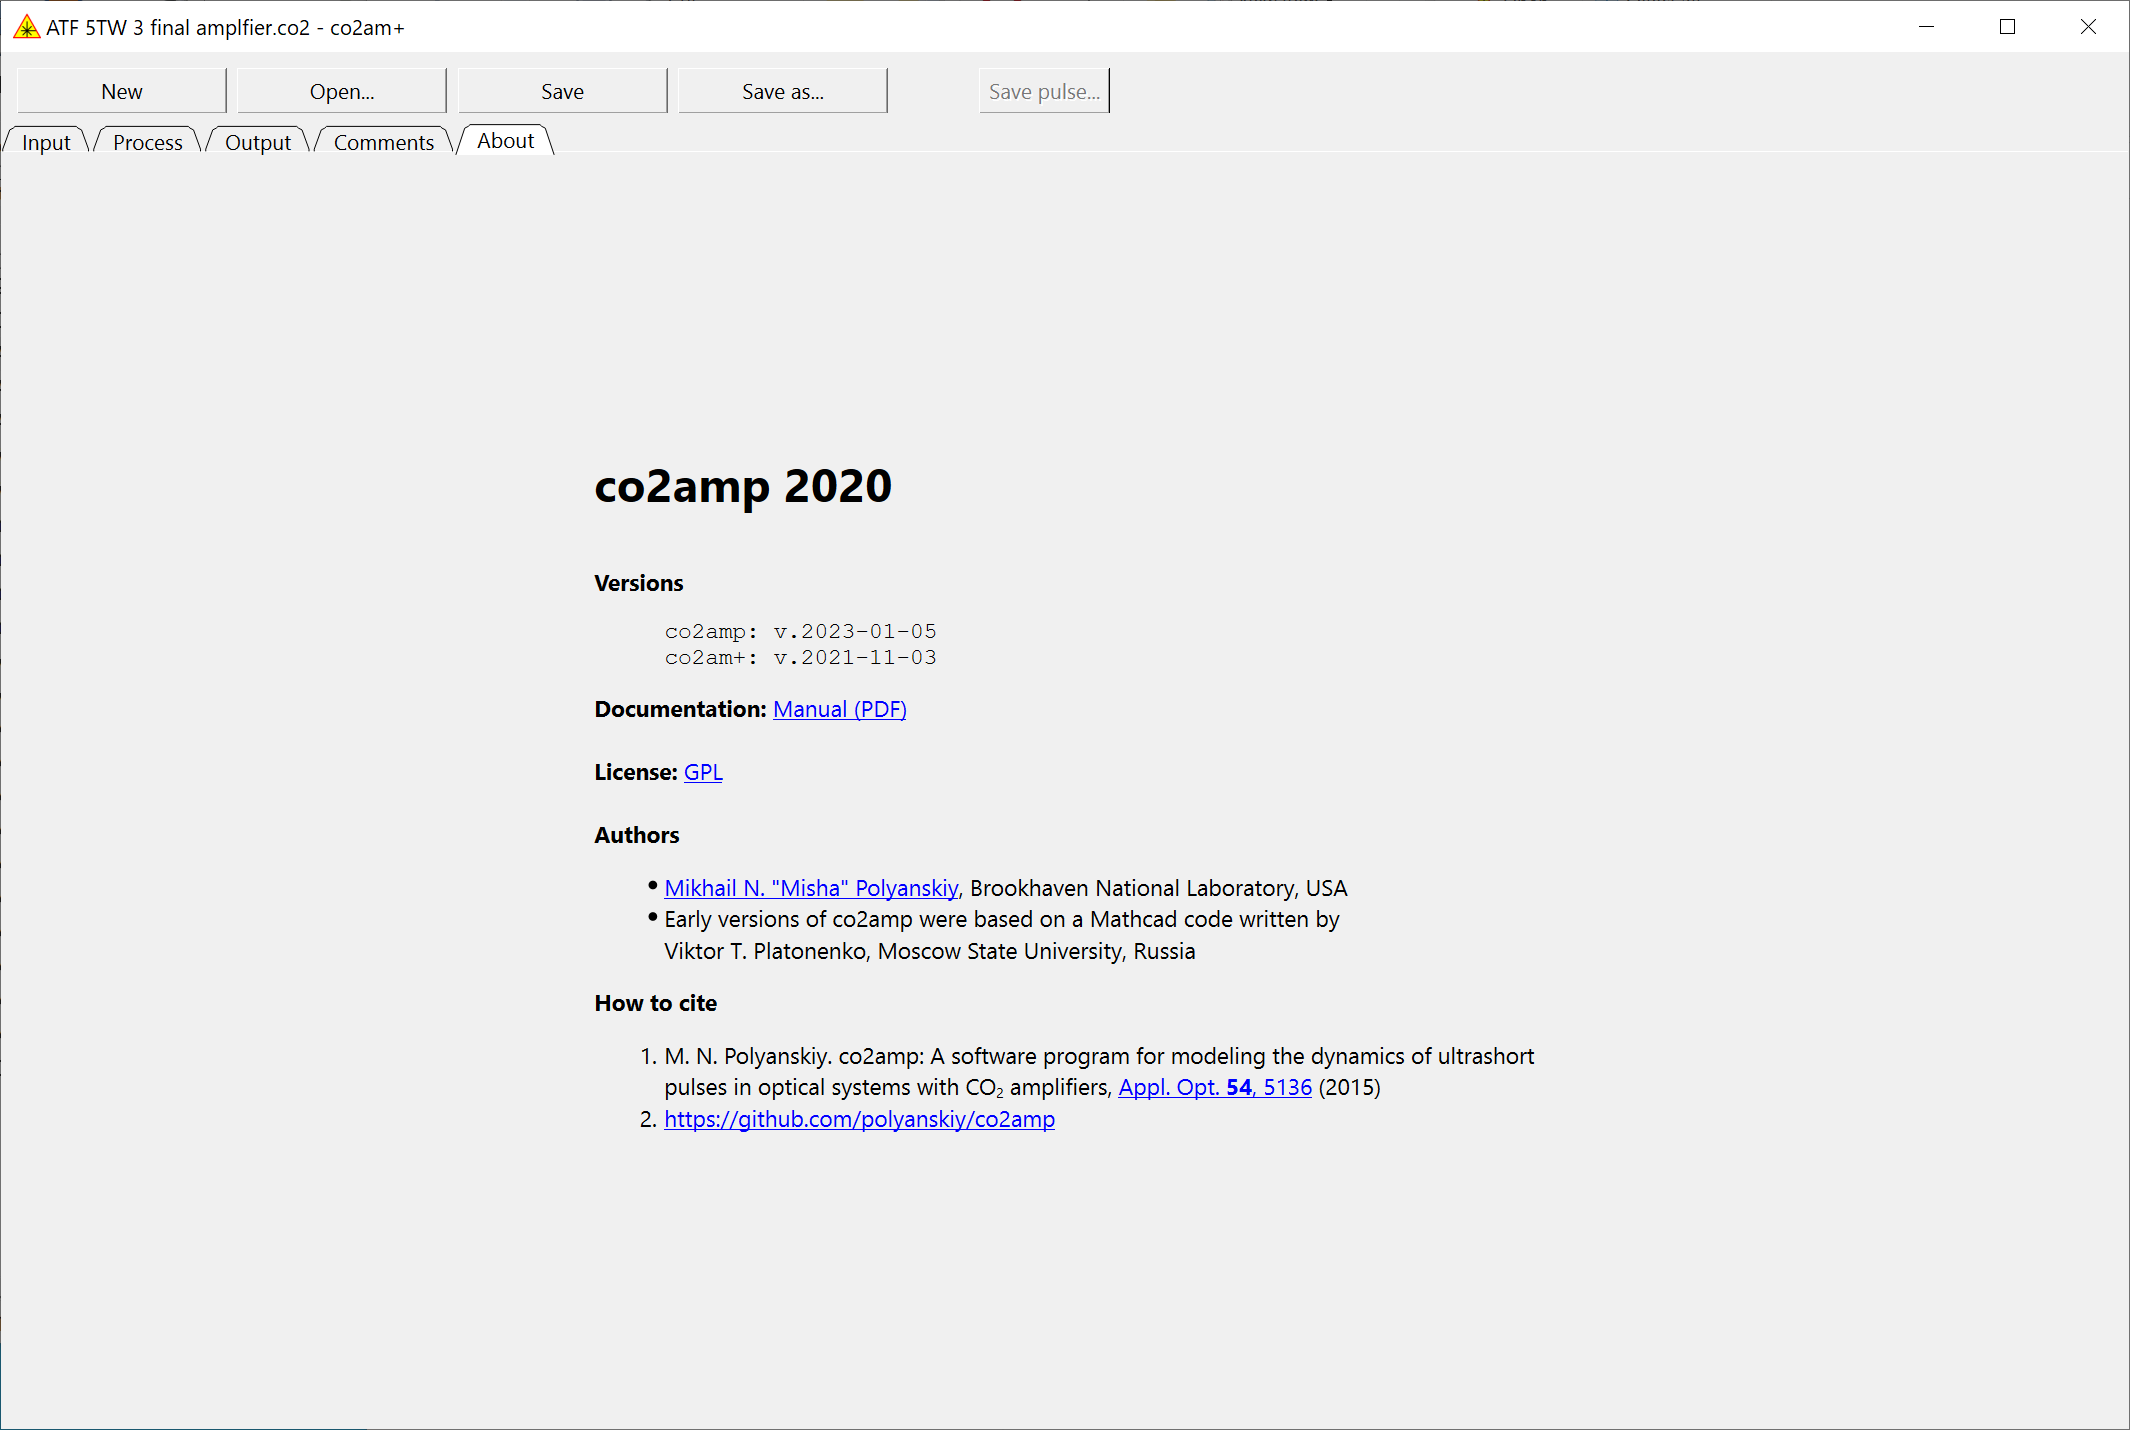 ATF 5TW 3 final amplfier.co2 - co2am+
New Open... Save Save as... Save pulse...
Input Process Output Comments About
co2amp 2020
Versions
co2amp: v.2023-01-05
co2am+: v.2021-11-03
Documentation: Manual (PDF)
License: GPL
Authors
• Mikhail N. "Misha" Polyanskiy, Brookhaven National Laboratory, USA
• Early versions of co2amp were based on a Mathcad code written by
Viktor T. Platonenko, Moscow State University, Russia
How to cite
1. M. N. Polyanskiy. co2amp: A software program for modeling the dynamics of ultrashort
pulses in optical systems with CO₂ amplifiers, Appl. Opt. 54, 5136 (2015)
2. https://github.com/polyanskiy/co2amp